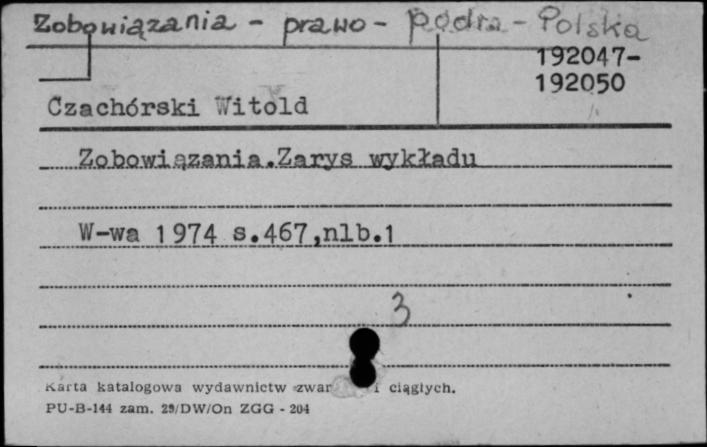 Zobowiązania - prawo - podrę - Polska
192047-
192050
Czachórski Witold
Zobowiązania.Zarys wykładu
W-wa 1974 s.467,nlb.1
3
Karta katalogowa wydawnictw zwar i ciągłych.
PU-B-144 zam. 29/DW/On ZGG - 204